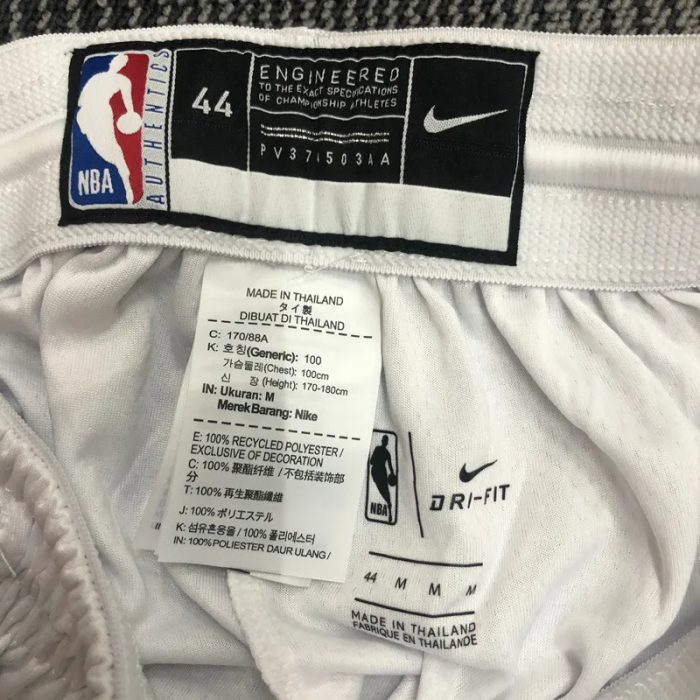 NBA
AUTHENTICS
44
ENGINEERED
TO THE EXACT SPECIFICATIONS
OF CHAMPIONSHIP ATHLETES
PV371503AA
MADE IN THAILAND
タイ製
DIBUAT DI THAILAND
C: 170/88A
K: 호칭(Generic): 100
가슴둘레(Chest): 100cm
신 장 (Height): 170-180cm
IN: Ukuran: M
Merek Barang: Nike
E: 100% RECYCLED POLYESTER /
EXCLUSIVE OF DECORATION
C: 100% 聚酯纤维 / 不包括装饰部
分
T: 100% 再生聚酯纖維
J: 100% ポリエステル
K: 섬유혼용율 / 100% 폴리에스터
IN: 100% POLIESTER DAUR ULANG /
IN
NBA
DRI-FIT
44 M M M
MADE IN THAILAND
FABRIQUE EN THAILANDE